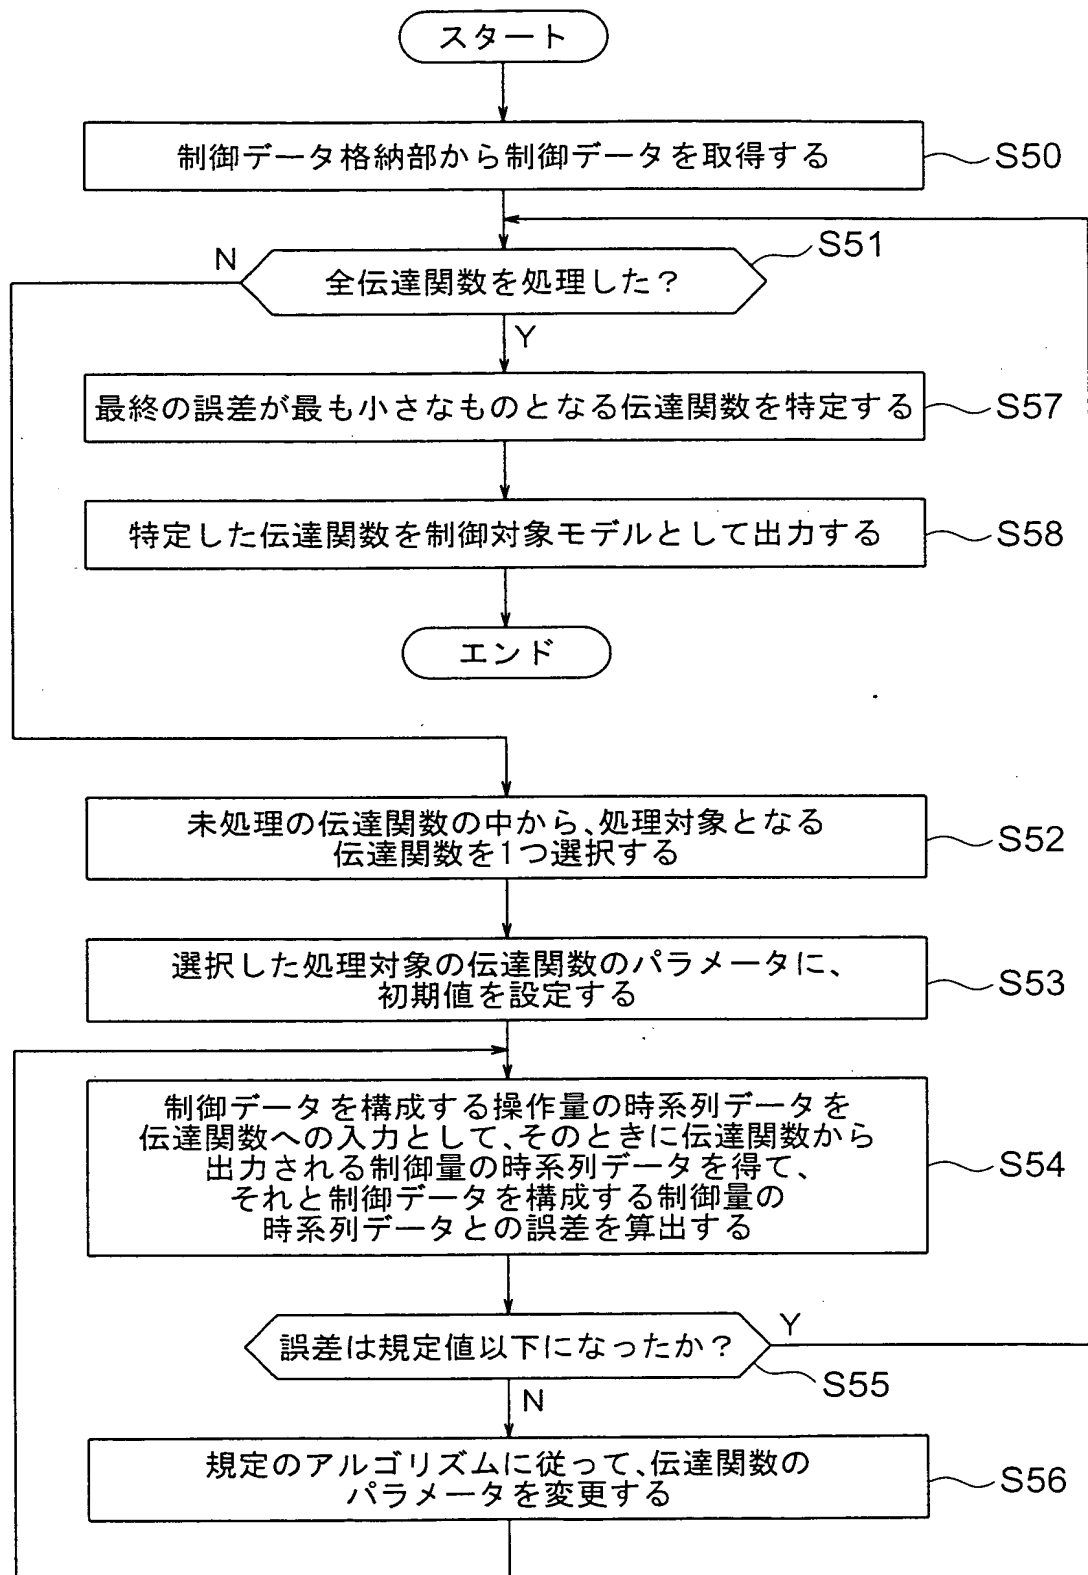 スタート
制御データ格納部から制御データを取得する
S50
全伝達関数を処理した?
S51
N
Y
最終の誤差が最も小さなものとなる伝達関数を特定する
S57
特定した伝達関数を制御対象モデルとして出力する
S58
エンド
未処理の伝達関数の中から、処理対象となる
伝達関数を1つ選択する
S52
選択した処理対象の伝達関数のパラメータに、
初期値を設定する
S53
制御データを構成する操作量の時系列データを
伝達関数への入力として、そのときに伝達関数から
出力される制御量の時系列データを得て、
それと制御データを構成する制御量の
時系列データとの誤差を算出する
S54
誤差は規定値以下になったか?
Y
S55
N
規定のアルゴリズムに従って、伝達関数の
パラメータを変更する
S56